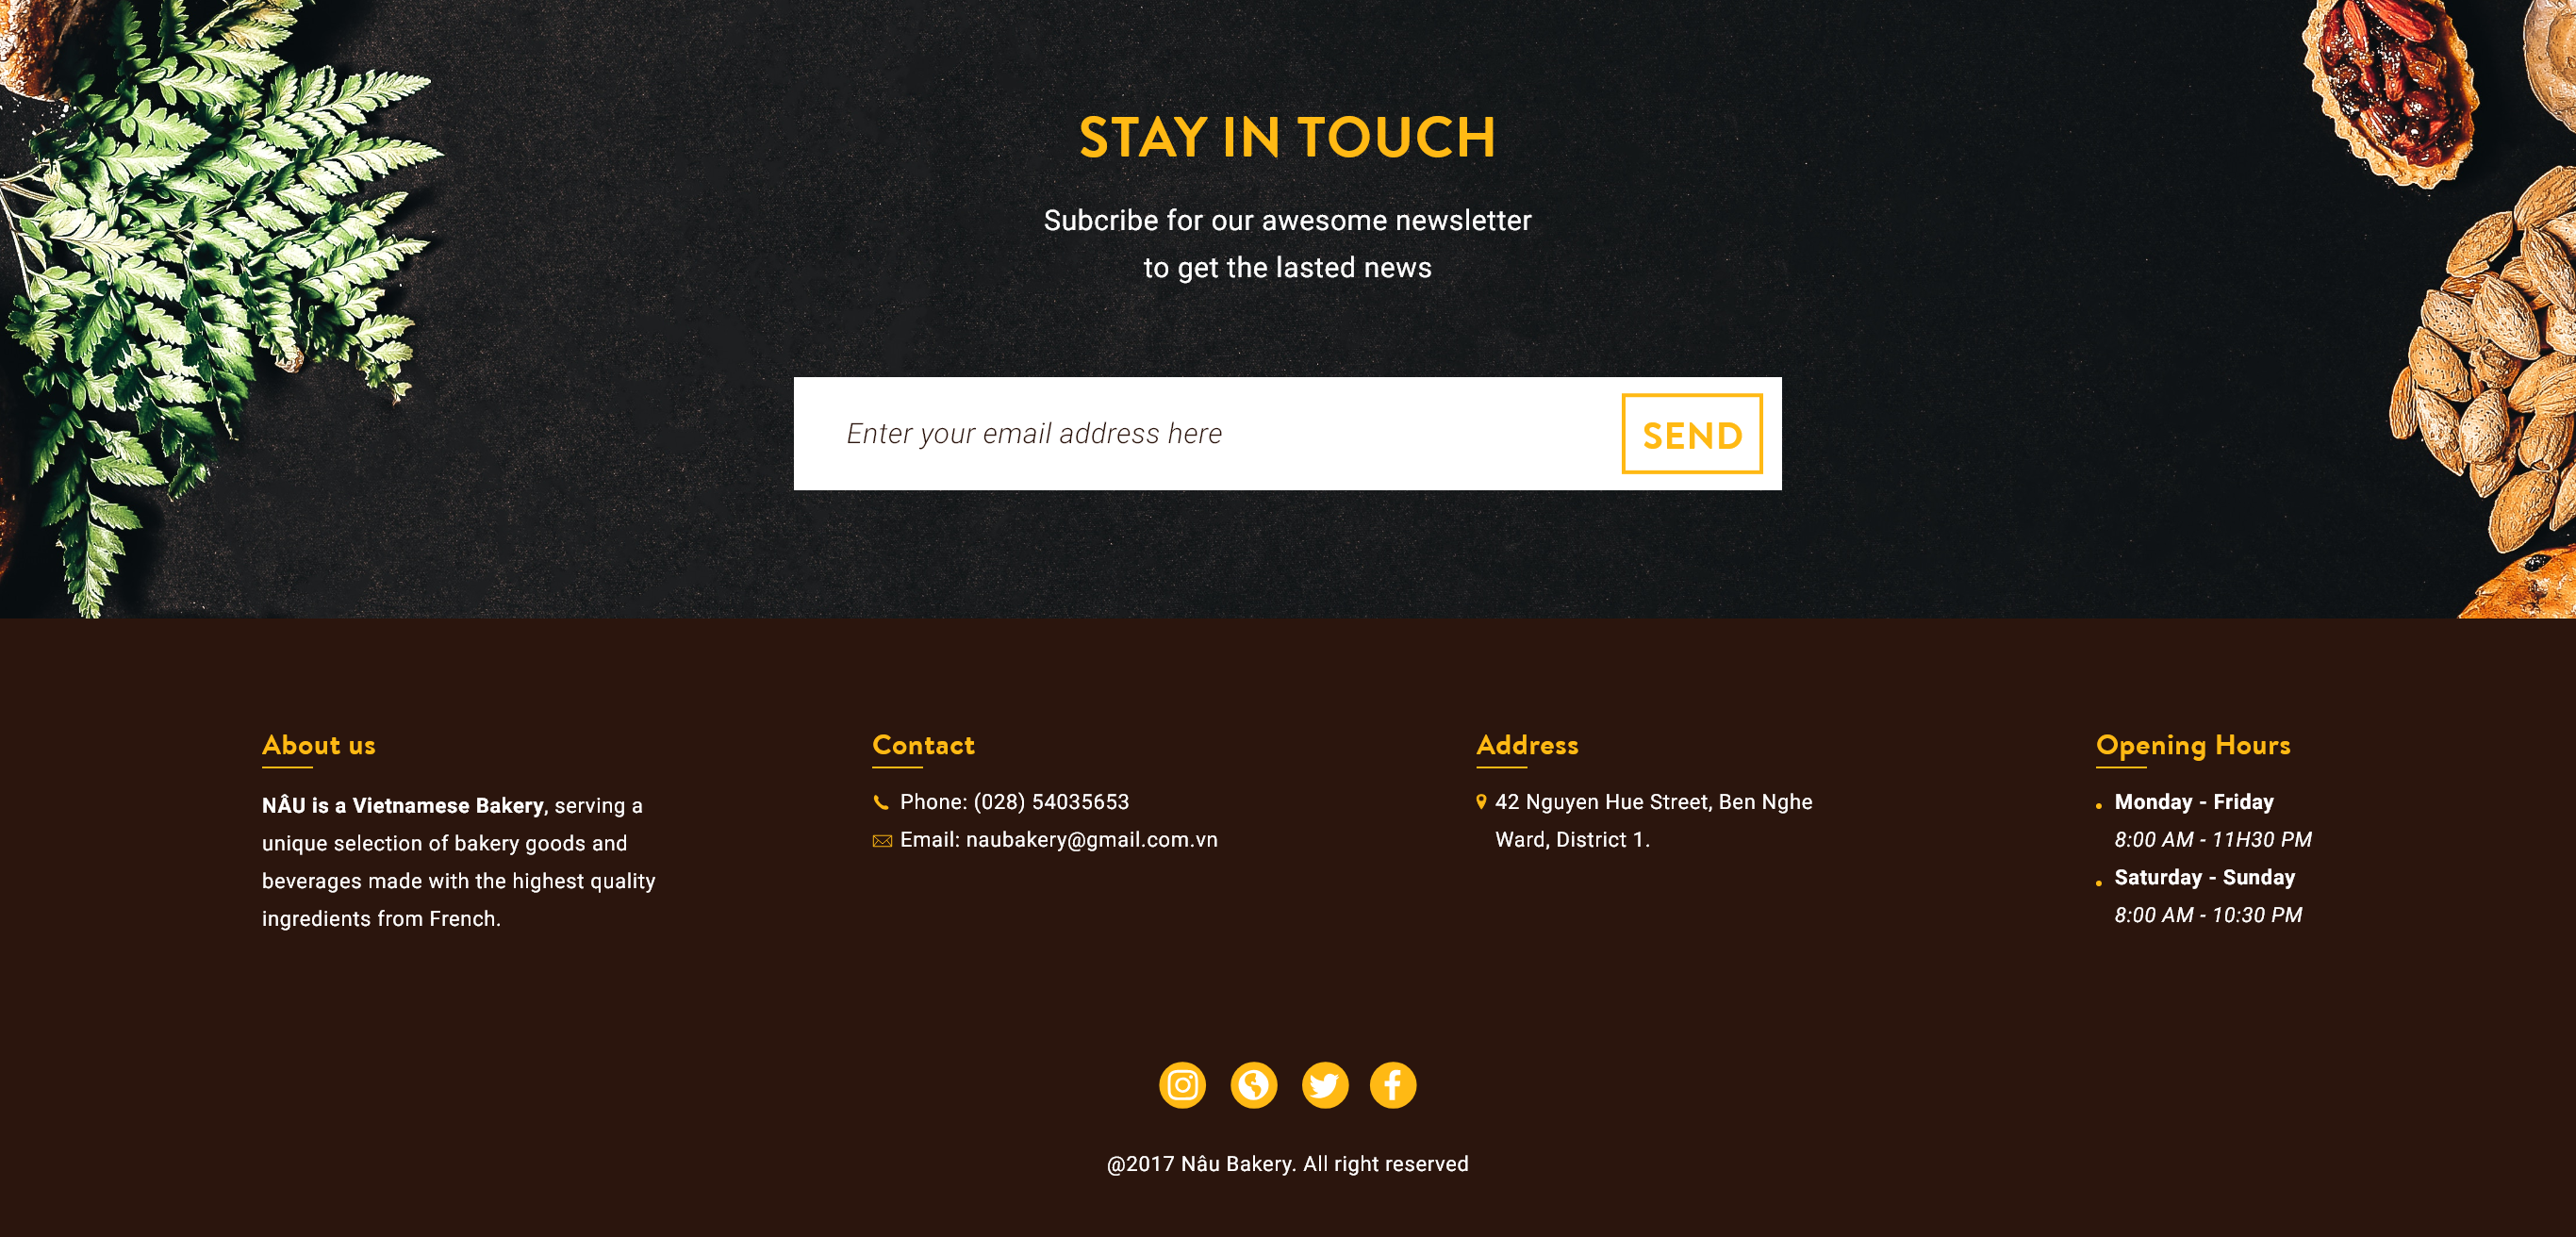 STAY IN TOUCH
Subcribe for our awesome newsletter
to get the lasted news
Enter your email address here
SEND
About us
NÂU is a Vietnamese Bakery, serving a
unique selection of bakery goods and
beverages made with the highest quality
ingredients from French.
Contact
Phone: (028) 54035653
Email: naubakery@gmail.com.vn
Address
42 Nguyen Hue Street, Ben Nghe
Ward, District 1.
Opening Hours
Monday - Friday
8:00 AM - 11H30 PM
Saturday - Sunday
8:00 AM - 10:30 PM
@2017 Nâu Bakery. All right reserved